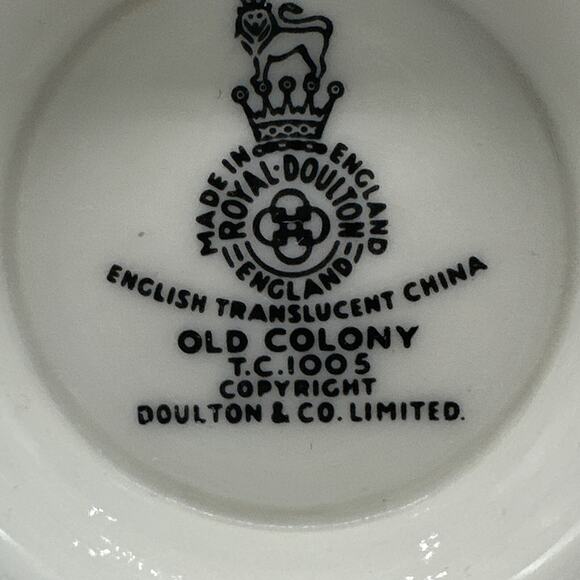 MADE IN ENGLAND
ROYAL·DOULTON
ENGLAND
ENGLISH TRANSLUCENT CHINA
OLD COLONY
T.C.1005
COPYRIGHT
DOULTON & CO. LIMITED.